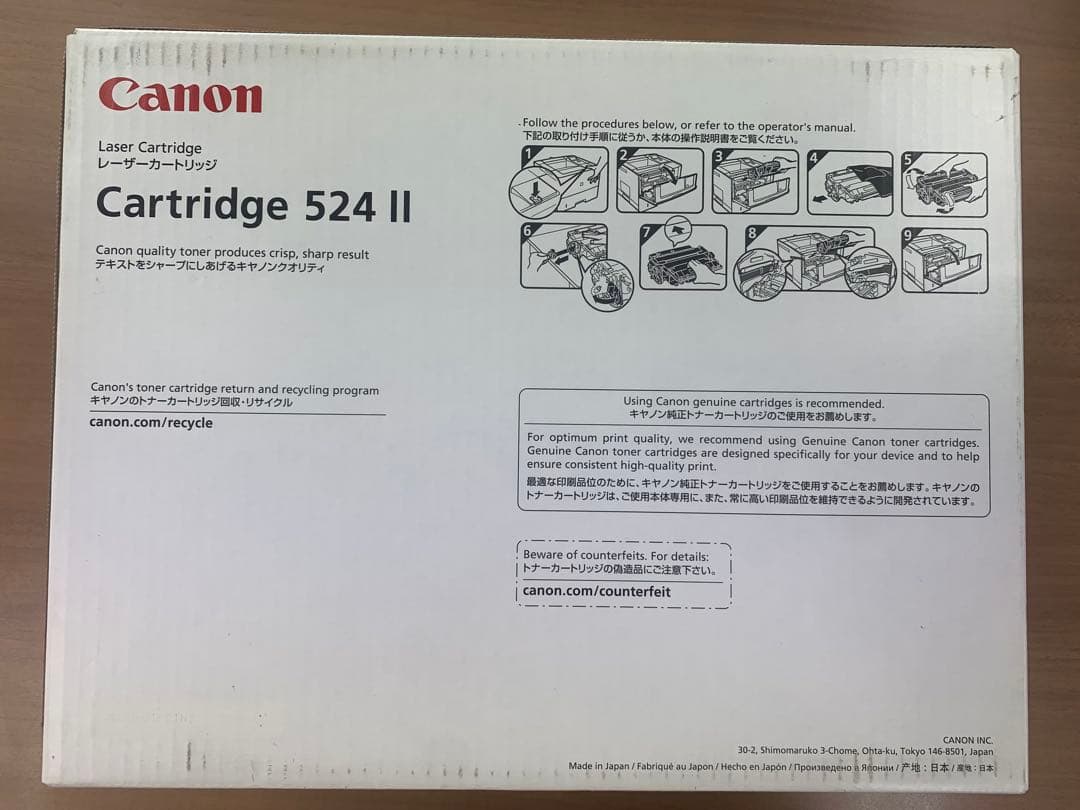 Canon
Laser Cartridge
レーザーカートリッジ
Cartridge 524 II
Canon quality toner produces crisp, sharp result
テキストをシャープにしあげるキヤノンクオリティ
Follow the procedures below, or refer to the operator's manual.
下記の取り付け手順に従うか、本体の操作説明書をご覧ください。
1 2 3 4 5
6 7 8 9
Canon's toner cartridge return and recycling program
キヤノンのトナーカートリッジ回収・リサイクル
canon.com/recycle
Using Canon genuine cartridges is recommended.
キヤノン純正トナーカートリッジのご使用をお薦めします。
For optimum print quality, we recommend using Genuine Canon toner cartridges.
Genuine Canon toner cartridges are designed specifically for your device and to help
ensure consistent high-quality print.
最適な印刷品位のために、キヤノン純正トナーカートリッジをご使用することをお薦めします。キヤノンの
トナーカートリッジは、ご使用本体専用に、また、常に高い印刷品位を維持できるように開発されています。
Beware of counterfeits. For details:
トナーカートリッジの偽造品にご注意下さい。
canon.com/counterfeit
CANON INC.
30-2, Shimomaruko 3-Chome, Ohta-ku, Tokyo 146-8501, Japan
Made in Japan / Fabriqué au Japon / Hecho en Japón / Произведено в Японии / 产地：日本 / 産地：日本